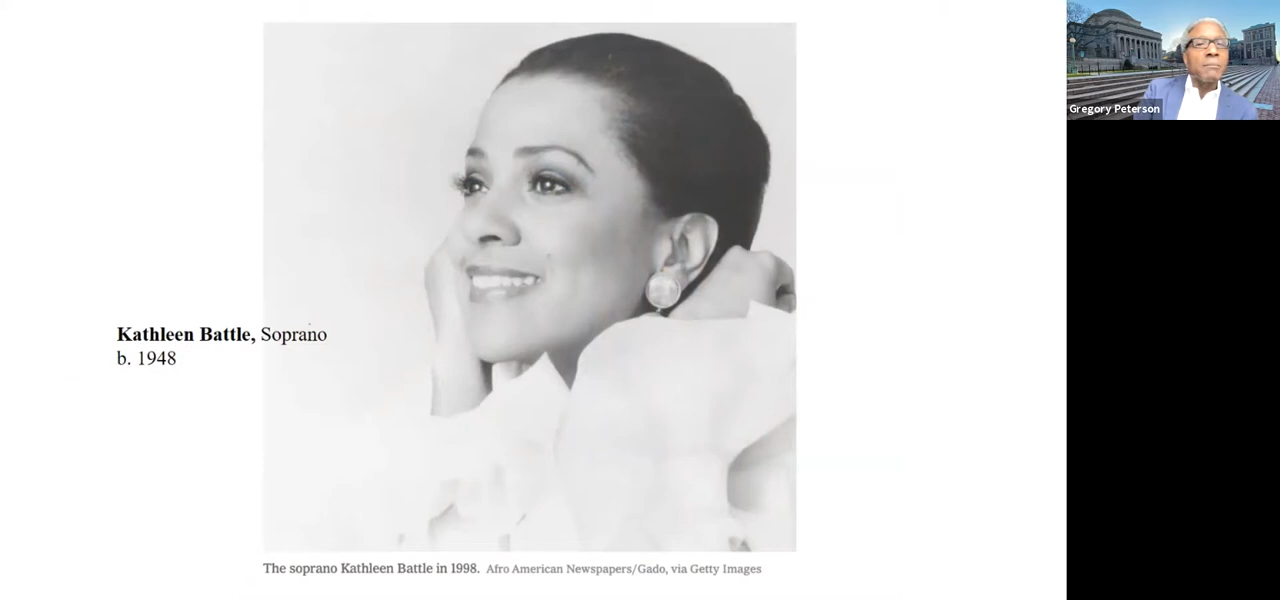 Gregory Peterson
Kathleen Battle, Soprano
b. 1948
The soprano Kathleen Battle in 1998. Afro American Newspapers/Gado, via Getty Images